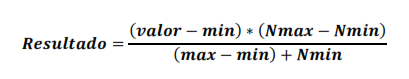 Resultado = (valor − min) ∗ (Nmax − Nmin)
(max − min) + Nmin